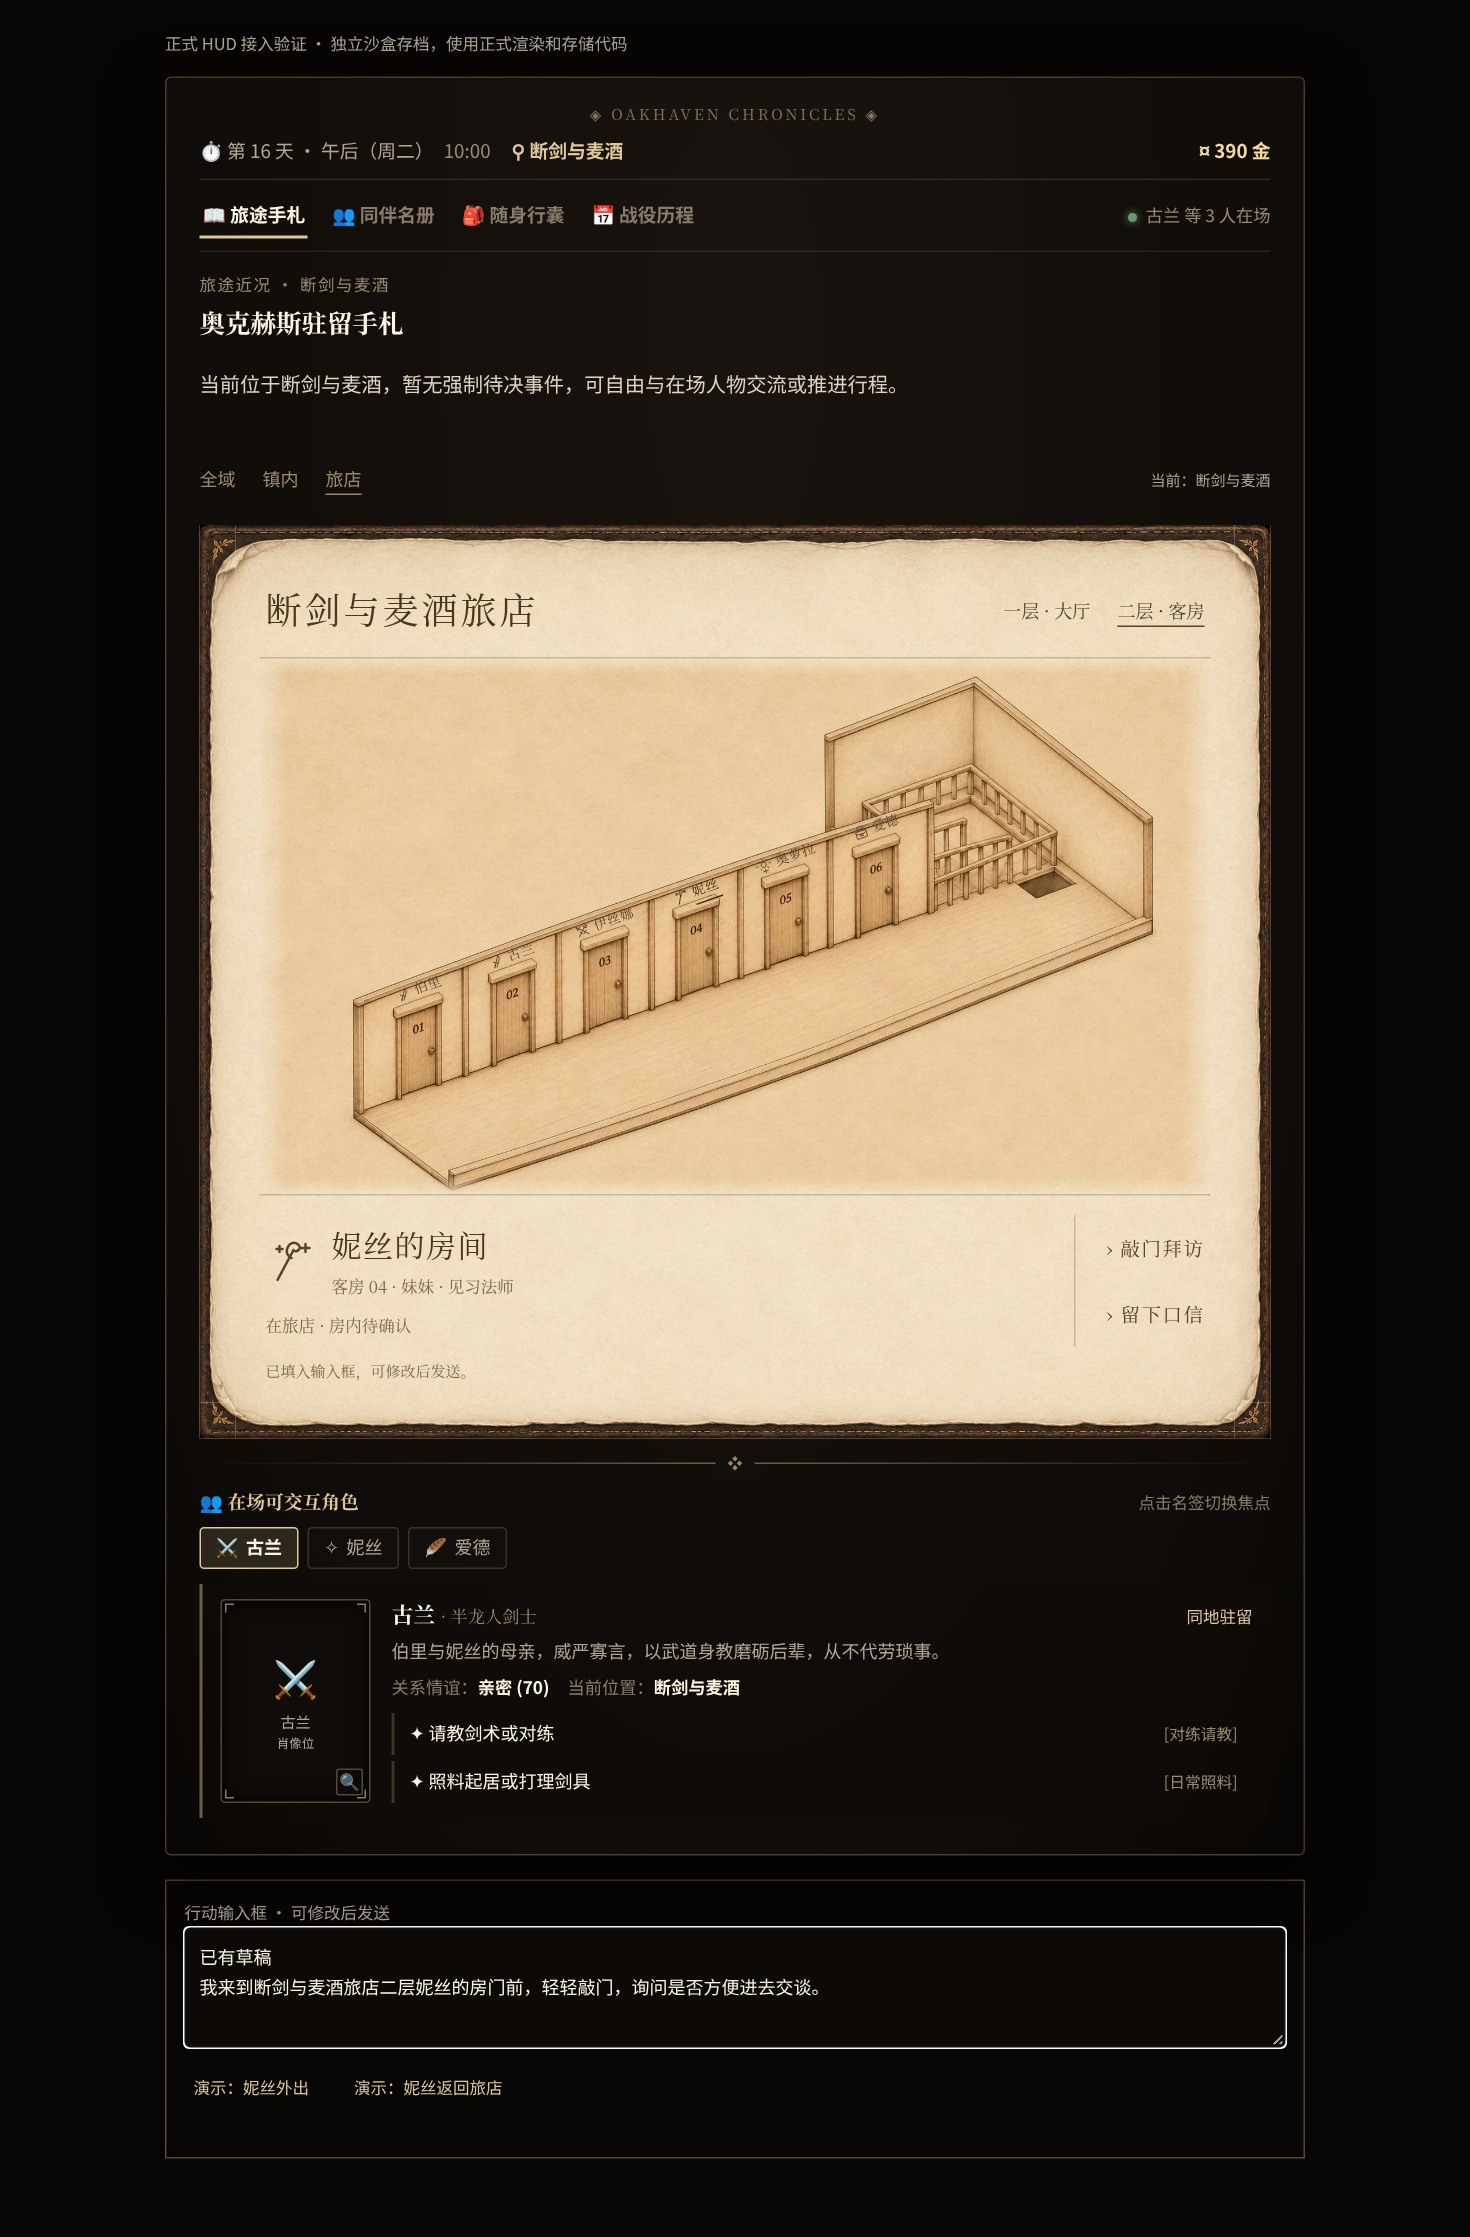 正式 HUD 接入验证 · 独立沙盒存档，使用正式渲染和存储代码
◈ OAKHAVEN CHRONICLES ◈
第 16 天 · 午后（周二） 10:00 断剑与麦酒
¤ 390 金
旅途手札 同伴名册 随身行囊 战役历程
古兰 等 3 人在场
旅途近况 · 断剑与麦酒
奥克赫斯驻留手札
当前位于断剑与麦酒，暂无强制待决事件，可自由与在场人物交流或推进行程。
全域 镇内 旅店
当前：断剑与麦酒
断剑与麦酒旅店
一层 · 大厅 二层 · 客房
伯里
01
古兰
02
伊丝娜
03
妮丝
04
奥萝拉
05
爱德
06
妮丝的房间
客房 04 · 妹妹 · 见习法师
在旅店 · 房内待确认
已填入输入框，可修改后发送。
› 敲门拜访
› 留下口信
在场可交互角色
点击名签切换焦点
古兰 妮丝 爱德
古兰
肖像位
古兰 · 半龙人剑士
同地驻留
伯里与妮丝的母亲，威严寡言，以武道身教磨砺后辈，从不代劳琐事。
关系情谊：亲密 (70) 当前位置：断剑与麦酒
✦ 请教剑术或对练 [对练请教]
✦ 照料起居或打理剑具 [日常照料]
行动输入框 · 可修改后发送
已有草稿
我来到断剑与麦酒旅店二层妮丝的房门前，轻轻敲门，询问是否方便进去交谈。
演示：妮丝外出 演示：妮丝返回旅店